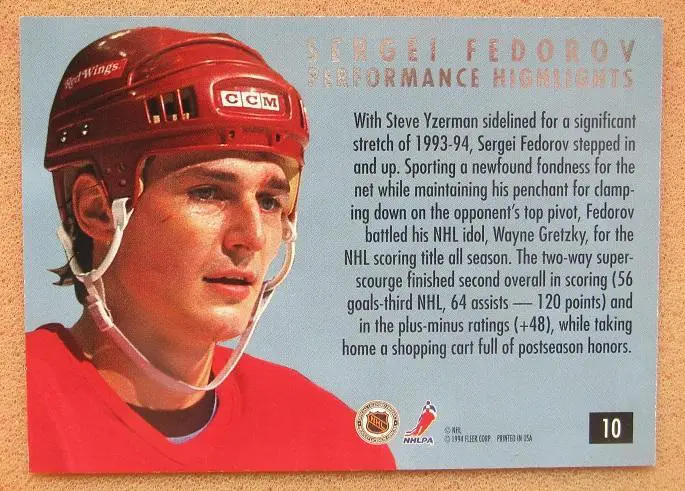 SERGEI FEDOROV
PERFORMANCE HIGHLIGHTS
Red Wings
CCM
With Steve Yzerman sidelined for a significant
stretch of 1993-94, Sergei Fedorov stepped in
and up. Sporting a newfound fondness for the
net while maintaining his penchant for clamp-
ing down on the opponent's top pivot, Fedorov
battled his NHL idol, Wayne Gretzky, for the
NHL scoring title all season. The two-way super-
scourge finished second overall in scoring (56
goals-third NHL, 64 assists — 120 points) and
in the plus-minus ratings (+48), while taking
home a shopping cart full of postseason honors.
NHL
NHLPA
© NHL
© 1994 FLEER CORP. PRINTED IN USA
10